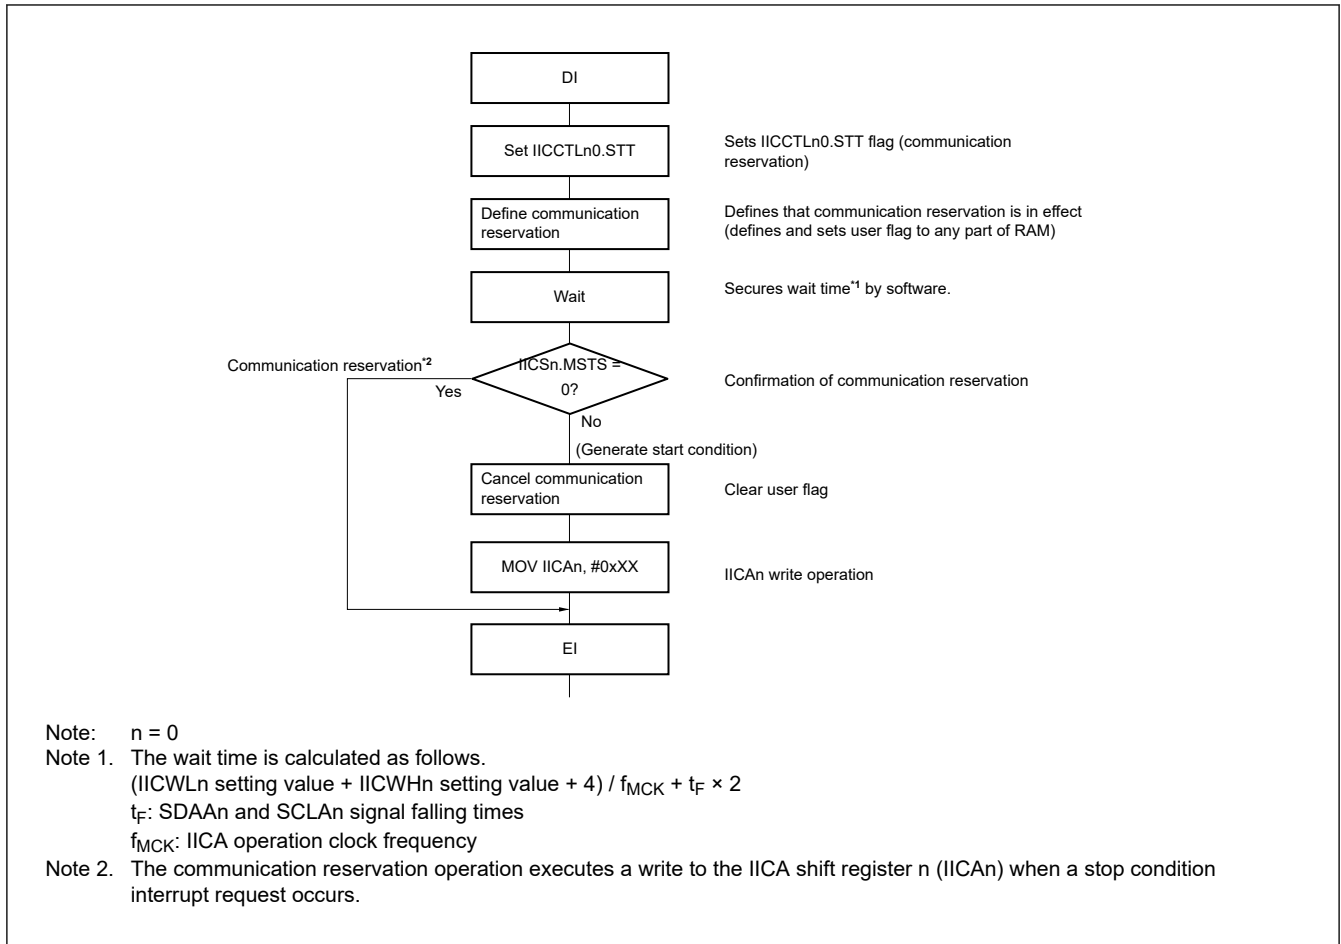 DI
Set IICCTLn0.STT
Sets IICCTLn0.STT flag (communication
reservation)
Define communication
reservation
Defines that communication reservation is in effect
(defines and sets user flag to any part of RAM)
Wait
Secures wait time*1 by software.
Communication reservation*2
IICSn.MSTS =
0?
Yes
Confirmation of communication reservation
No
(Generate start condition)
Cancel communication
reservation
Clear user flag
MOV IICAn, #0xXX
IICAn write operation
EI
Note: n = 0
Note 1. The wait time is calculated as follows.
(IICWLn setting value + IICWHn setting value + 4) / fMCK + tF × 2
tF: SDAAn and SCLAn signal falling times
fMCK: IICA operation clock frequency
Note 2. The communication reservation operation executes a write to the IICA shift register n (IICAn) when a stop condition
interrupt request occurs.